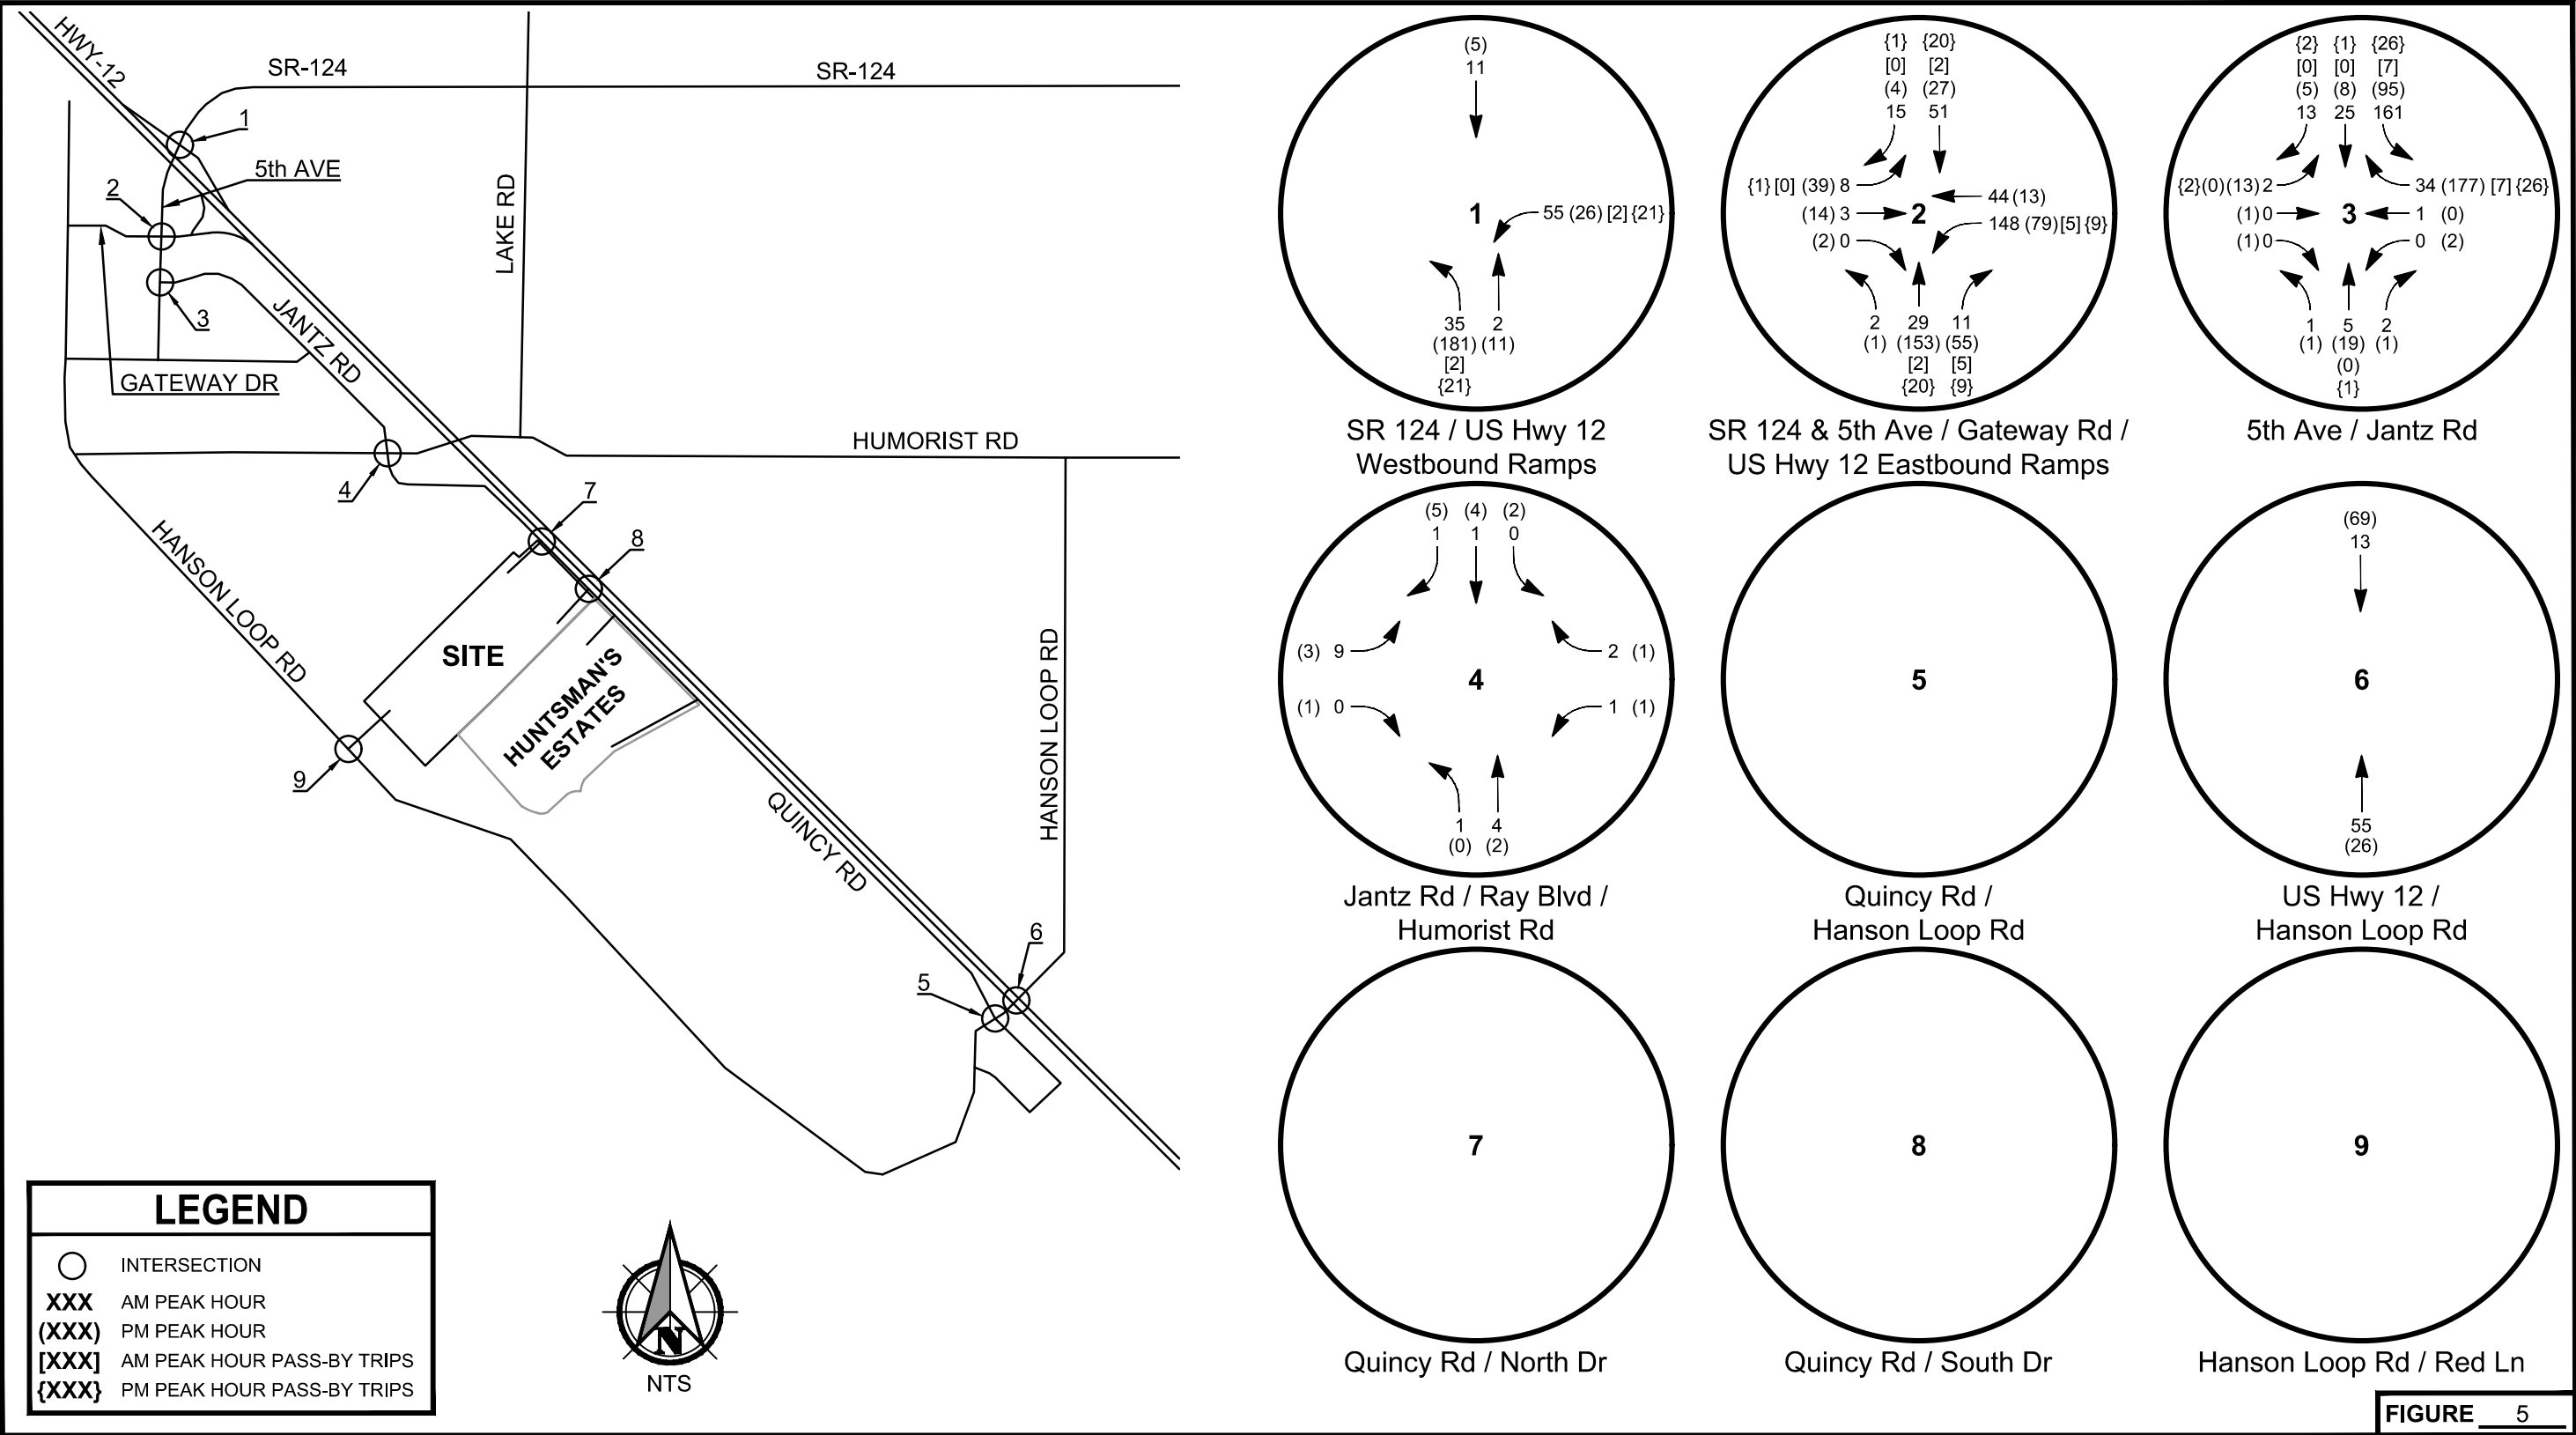 HWY-12
SR-124
SR-124
1
5th AVE
2
3
LAKE RD
JANTZ RD
GATEWAY DR
HUMORIST RD
4
7
8
HANSON LOOP RD
SITE
HUNTSMAN'S
ESTATES
HANSON LOOP RD
9
QUINCY RD
6
5
LEGEND
INTERSECTION
XXX AM PEAK HOUR
(XXX) PM PEAK HOUR
[XXX] AM PEAK HOUR PASS-BY TRIPS
{XXX} PM PEAK HOUR PASS-BY TRIPS
N
NTS
(5)
11
1
55 (26) [2] {21}
35 2
(181) (11)
[2]
{21}
SR 124 / US Hwy 12
Westbound Ramps
{1} {20}
[0] [2]
(4) (27)
15 51
{1} [0] (39) 8
44 (13)
(14) 3
2
148 (79) [5] {9}
(2) 0
2 29 11
(1) (153) (55)
[2] [5]
{20} {9}
SR 124 & 5th Ave / Gateway Rd /
US Hwy 12 Eastbound Ramps
{2} {1} {26}
[0] [0] [7]
(5) (8) (95)
13 25 161
{2}(0)(13) 2
34 (177) [7] {26}
(1) 0
3
1 (0)
(1) 0
0 (2)
1 5 2
(1) (19) (1)
(0)
{1}
5th Ave / Jantz Rd
(5) (4) (2)
1 1 0
(3) 9
2 (1)
4
(1) 0
1 (1)
1 4
(0) (2)
Jantz Rd / Ray Blvd /
Humorist Rd
5
Quincy Rd /
Hanson Loop Rd
(69)
13
6
55
(26)
US Hwy 12 /
Hanson Loop Rd
7
Quincy Rd / North Dr
8
Quincy Rd / South Dr
9
Hanson Loop Rd / Red Ln
FIGURE 5